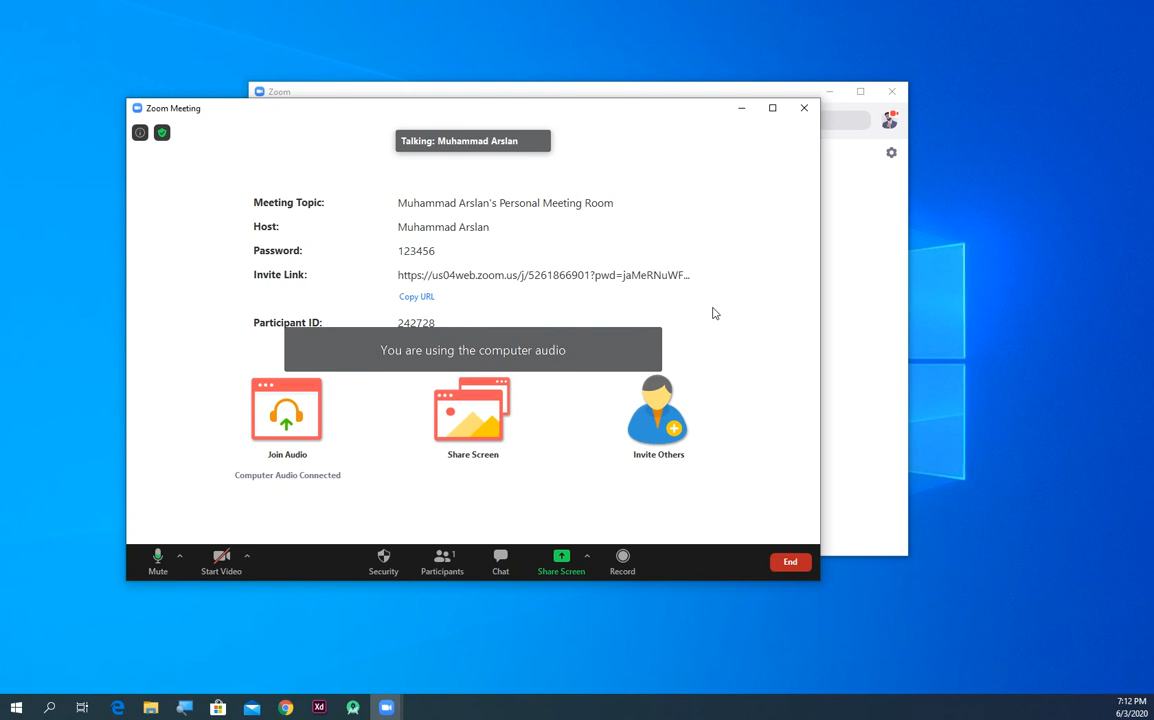 Zoom
Zoom Meeting
Talking: Muhammad Arslan
Meeting Topic: Muhammad Arslan's Personal Meeting Room
Host: Muhammad Arslan
Password: 123456
Invite Link: https://us04web.zoom.us/j/5261866901?pwd=jaMeRNuWF...
Copy URL
Participant ID: 242728
You are using the computer audio
Join Audio Share Screen Invite Others
Computer Audio Connected
1
Mute Start Video Security Participants Chat Share Screen Record End
Xd
7:12 PM
6/3/2020